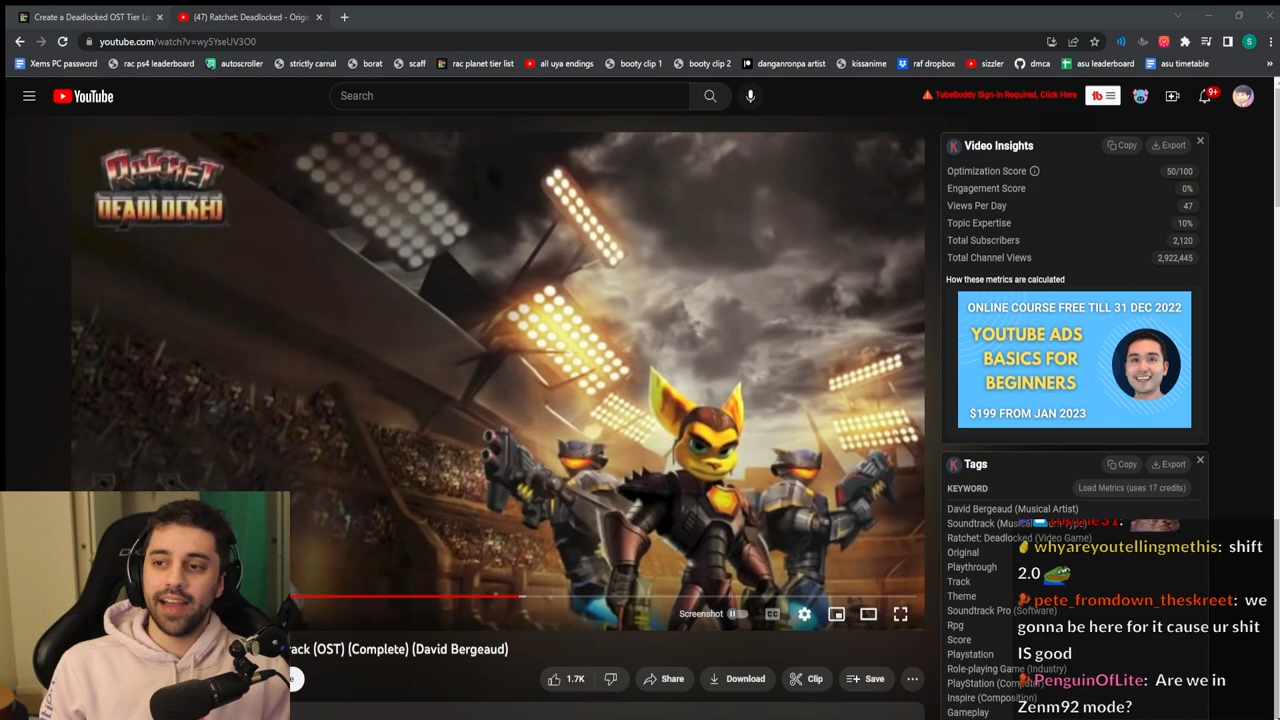 Create a Deadlocked OST Tier Li
(47) Ratchet: Deadlocked - Origin
youtube.com/watch?v=wy5YseUV3O0
Xems PC password
rac ps4 leaderboard
autoscroller
strictly carnal
borat
scaff
rac planet tier list
all uya endings
booty clip 1
booty clip 2
danganronpa artist
kissanime
raf dropbox
sizzler
dmca
asu leaderboard
asu timetable
YouTube
Search
TubeBuddy Sign-in Required, Click Here
tb
9+
S
RATCHET
DEADLOCKED
Screenshot
ack (OST) (Complete) (David Bergeaud)
1.7K
Share
Download
Clip
Save
Video Insights
Copy
Export
Optimization Score
50/100
Engagement Score
0%
Views Per Day
47
Topic Expertise
10%
Total Subscribers
2,120
Total Channel Views
2,922,445
How these metrics are calculated
ONLINE COURSE FREE TILL 31 DEC 2022
YOUTUBE ADS
BASICS FOR
BEGINNERS
$199 FROM JAN 2023
Tags
Copy
Export
KEYWORD
Load Metrics (uses 17 credits)
David Bergeaud (Musical Artist)
Ratchet: Deadlocked (Video Game)
Original
Playthrough
Track
Theme
Soundtrack Pro (Software)
Rpg
Score
Playstation
Role-playing Game (Industry)
Inspire (Composition)
Gameplay
whyareyoutellingmethis: shift
2.0
pete_fromdown_theskreet: we
gonna be here for it cause ur shit
IS good
PenguinOfLite: Are we in
Zenm92 mode?